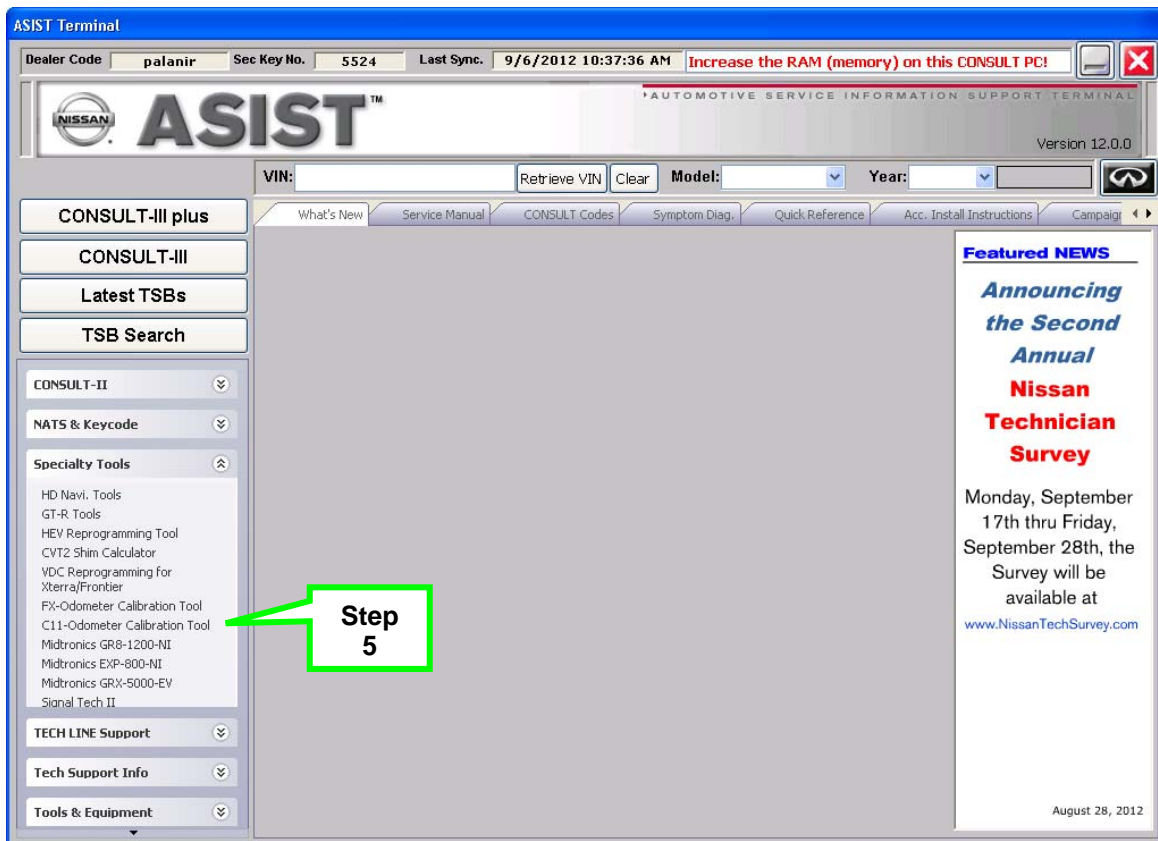 ASIST Terminal
Dealer Code palanir Sec Key No. 5524 Last Sync. 9/6/2012 10:37:36 AM Increase the RAM (memory) on this CONSULT PC!
NISSAN ASIST™ AUTOMOTIVE SERVICE INFORMATION SUPPORT TERMINAL
Version 12.0.0
VIN: Retrieve VIN Clear Model: Year:
What's New Service Manual CONSULT Codes Symptom Diag. Quick Reference Acc. Install Instructions Campaign
CONSULT-III plus
CONSULT-III
Latest TSBs
TSB Search
CONSULT-II
NATS & Keycode
Specialty Tools
HD Navi. Tools
GT-R Tools
HEV Reprogramming Tool
CVT2 Shim Calculator
VDC Reprogramming for
Xterra/Frontier
FX-Odometer Calibration Tool
C11-Odometer Calibration Tool
Midtronics GR8-1200-NI
Midtronics EXP-800-NI
Midtronics GRX-5000-EV
Signal Tech II
TECH LINE Support
Tech Support Info
Tools & Equipment
Step
5
Featured NEWS
Announcing
the Second
Annual
Nissan
Technician
Survey
Monday, September
17th thru Friday,
September 28th, the
Survey will be
available at
www.NissanTechSurvey.com
August 28, 2012